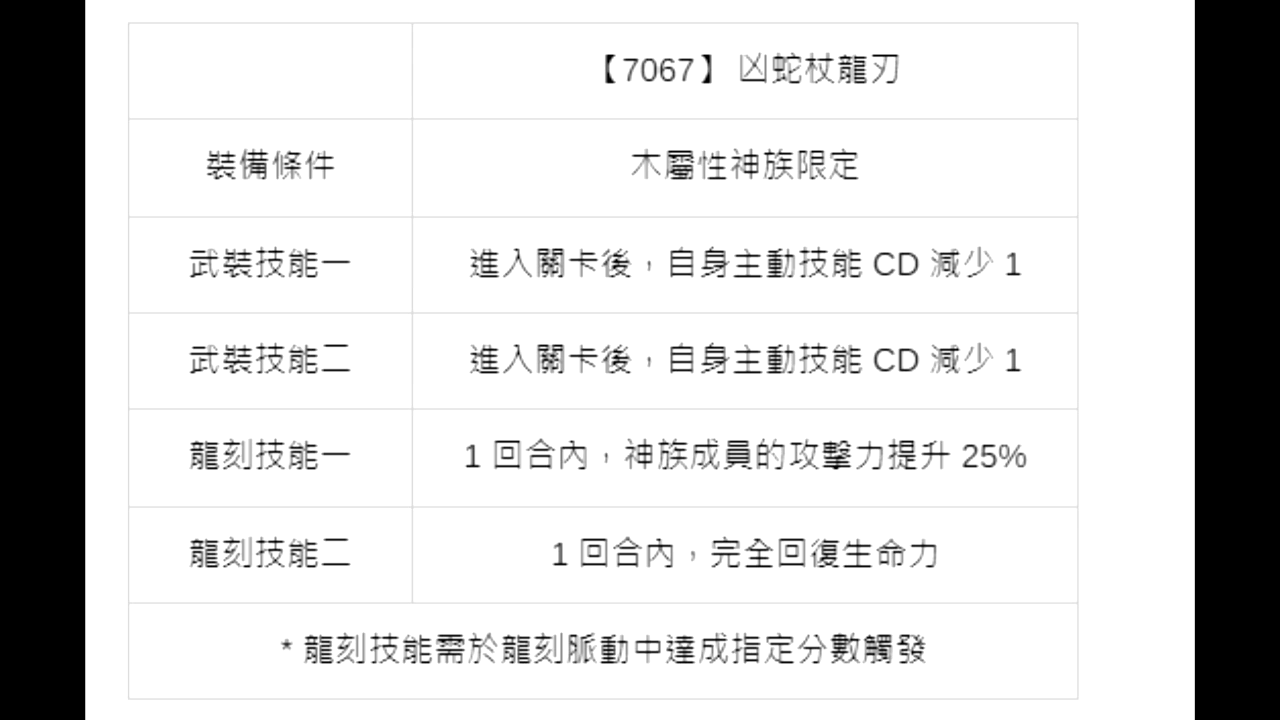 【7067】 凶蛇杖龍刃
裝備條件 木屬性神族限定
武裝技能一 進入關卡後，自身主動技能 CD 減少 1
武裝技能二 進入關卡後，自身主動技能 CD 減少 1
龍刻技能一 1 回合內，神族成員的攻擊力提升 25%
龍刻技能二 1 回合內，完全回復生命力
* 龍刻技能需於龍刻脈動中達成指定分數觸發